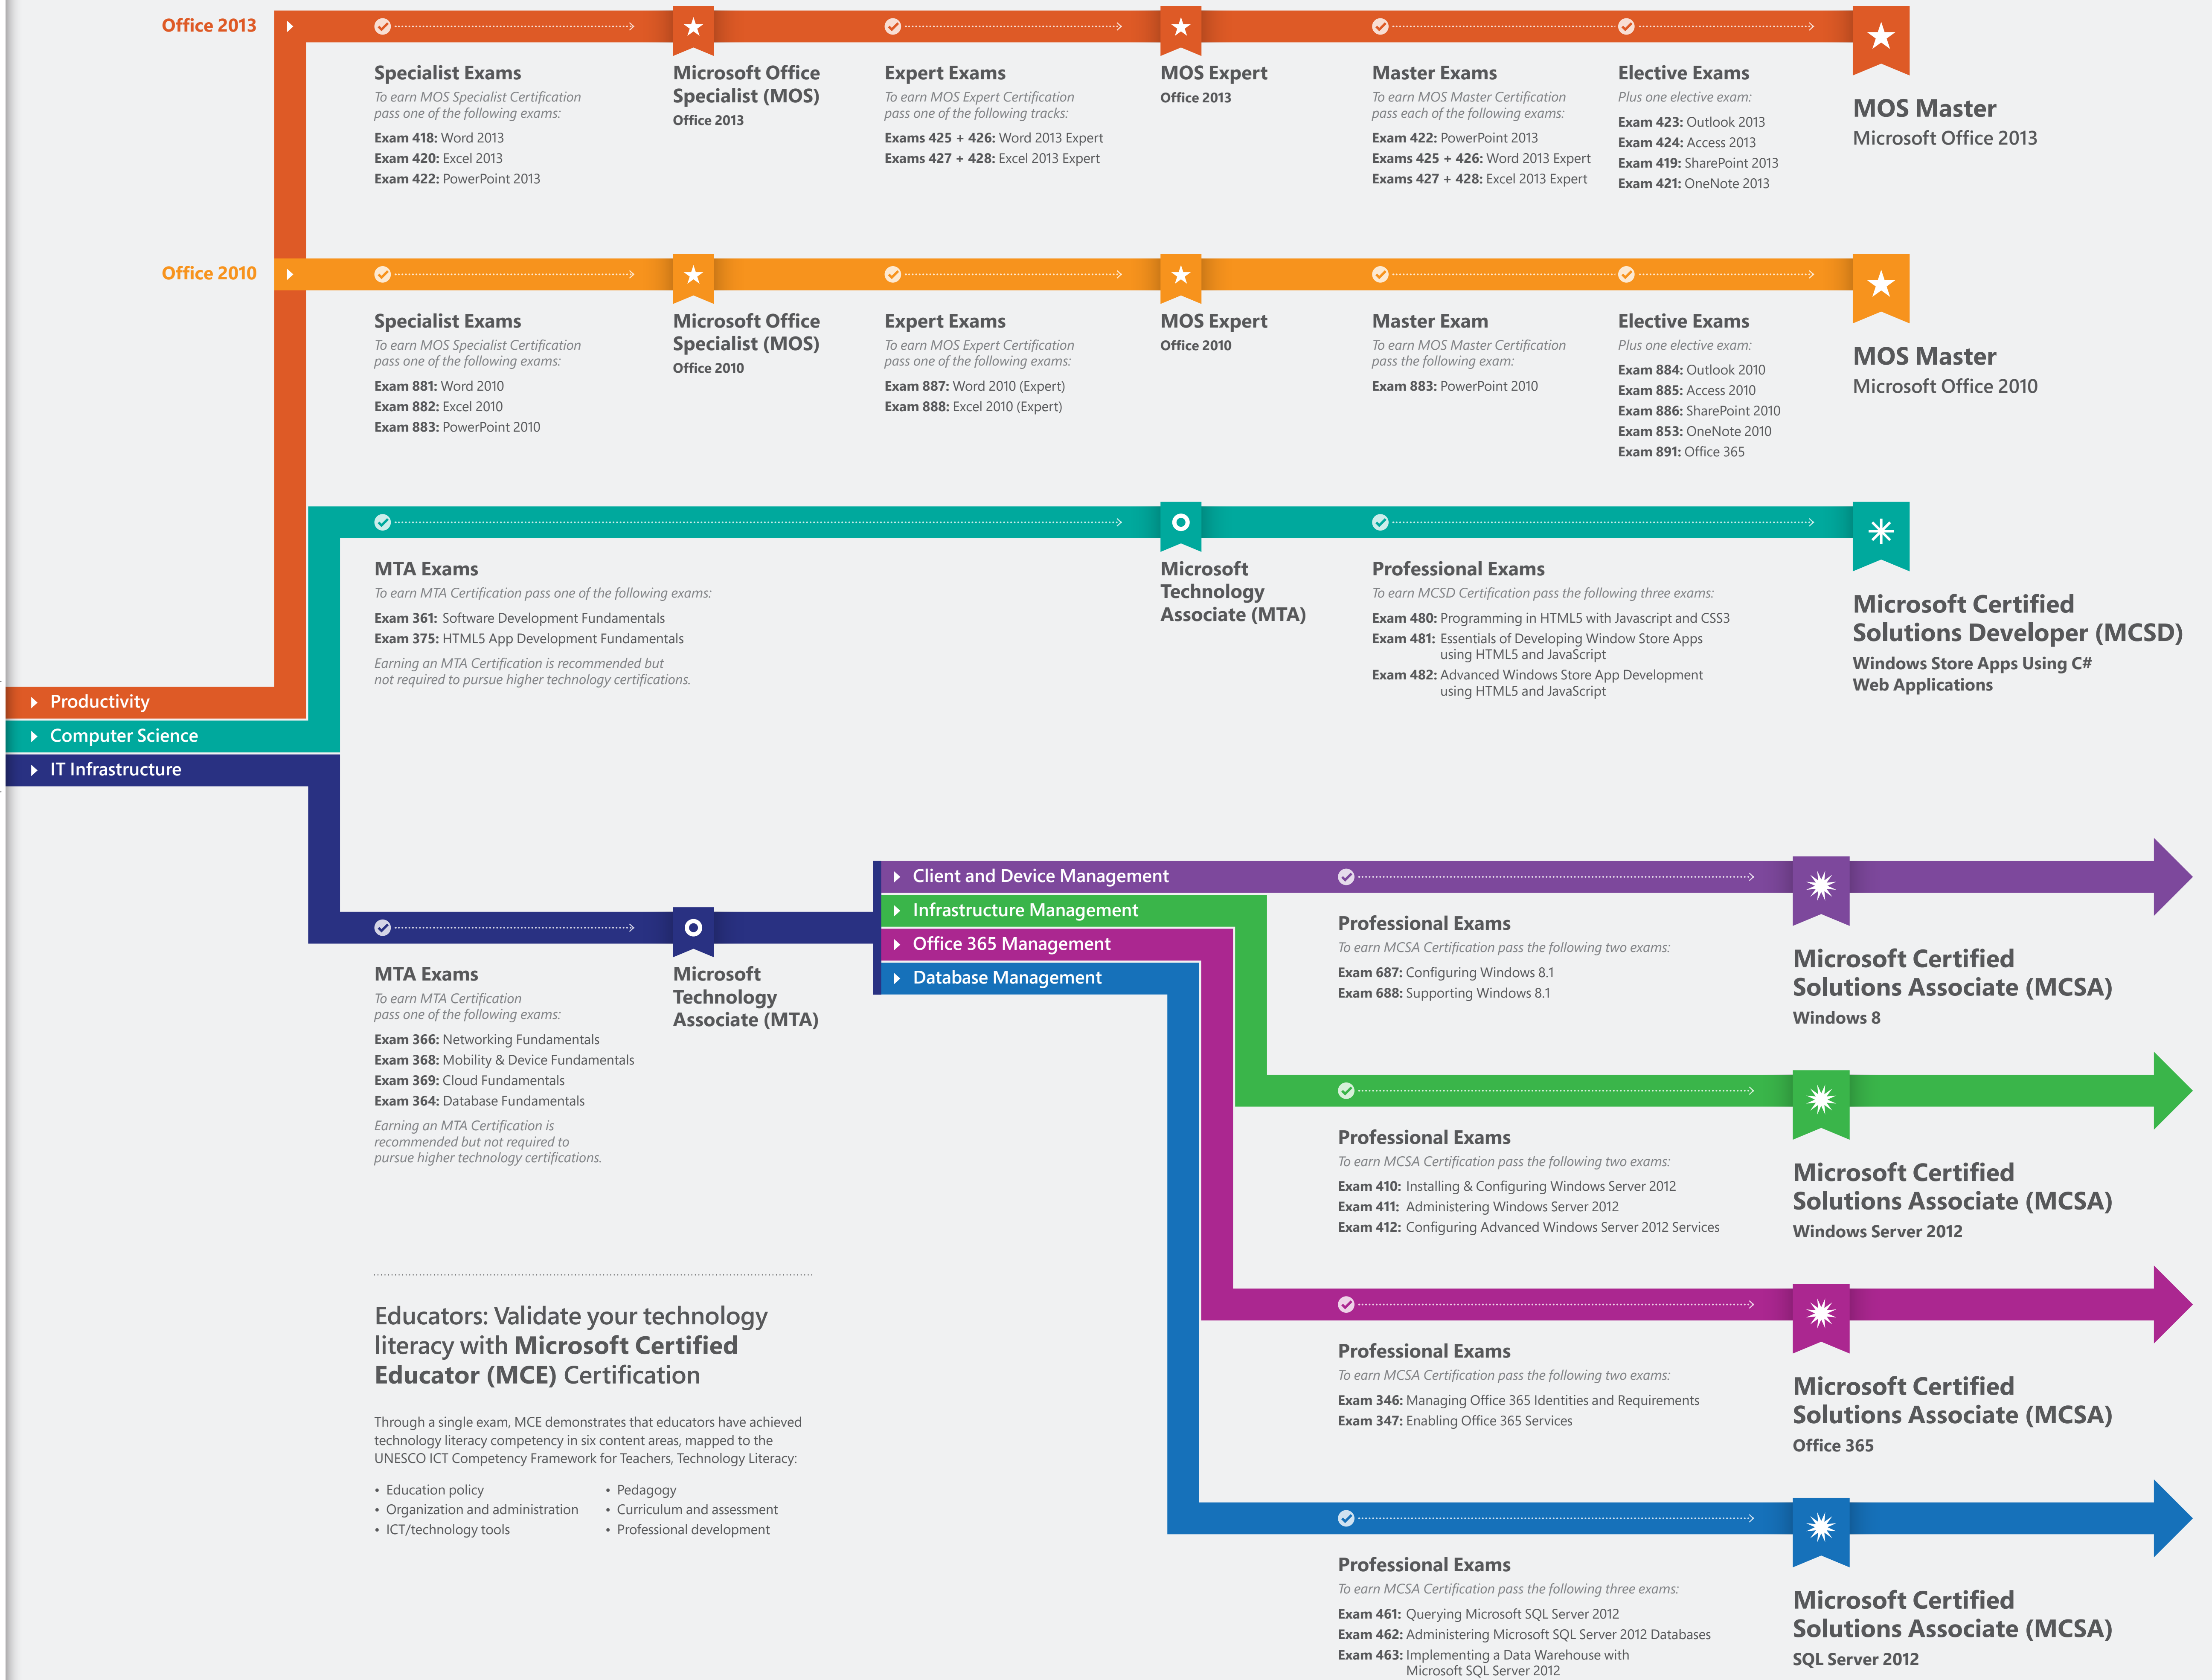 Office 2013
Specialist Exams
To earn MOS Specialist Certification
pass one of the following exams:
Exam 418: Word 2013
Exam 420: Excel 2013
Exam 422: PowerPoint 2013
Microsoft Office
Specialist (MOS)
Office 2013
Expert Exams
To earn MOS Expert Certification
pass one of the following tracks:
Exams 425 + 426: Word 2013 Expert
Exams 427 + 428: Excel 2013 Expert
MOS Expert
Office 2013
Master Exams
To earn MOS Master Certification
pass each of the following exams:
Exam 422: PowerPoint 2013
Exams 425 + 426: Word 2013 Expert
Exams 427 + 428: Excel 2013 Expert
Elective Exams
Plus one elective exam:
Exam 423: Outlook 2013
Exam 424: Access 2013
Exam 419: SharePoint 2013
Exam 421: OneNote 2013
MOS Master
Microsoft Office 2013
Office 2010
Specialist Exams
To earn MOS Specialist Certification
pass one of the following exams:
Exam 881: Word 2010
Exam 882: Excel 2010
Exam 883: PowerPoint 2010
Microsoft Office
Specialist (MOS)
Office 2010
Expert Exams
To earn MOS Expert Certification
pass one of the following exams:
Exam 887: Word 2010 (Expert)
Exam 888: Excel 2010 (Expert)
MOS Expert
Office 2010
Master Exam
To earn MOS Master Certification
pass the following exam:
Exam 883: PowerPoint 2010
Elective Exams
Plus one elective exam:
Exam 884: Outlook 2010
Exam 885: Access 2010
Exam 886: SharePoint 2010
Exam 853: OneNote 2010
Exam 891: Office 365
MOS Master
Microsoft Office 2010
MTA Exams
To earn MTA Certification pass one of the following exams:
Exam 361: Software Development Fundamentals
Exam 375: HTML5 App Development Fundamentals
Earning an MTA Certification is recommended but
not required to pursue higher technology certifications.
Microsoft
Technology
Associate (MTA)
Professional Exams
To earn MCSD Certification pass the following three exams:
Exam 480: Programming in HTML5 with Javascript and CSS3
Exam 481: Essentials of Developing Window Store Apps
using HTML5 and JavaScript
Exam 482: Advanced Windows Store App Development
using HTML5 and JavaScript
Microsoft Certified
Solutions Developer (MCSD)
Windows Store Apps Using C#
Web Applications
Productivity
Computer Science
IT Infrastructure
MTA Exams
To earn MTA Certification
pass one of the following exams:
Exam 366: Networking Fundamentals
Exam 368: Mobility & Device Fundamentals
Exam 369: Cloud Fundamentals
Exam 364: Database Fundamentals
Earning an MTA Certification is
recommended but not required to
pursue higher technology certifications.
Microsoft
Technology
Associate (MTA)
Client and Device Management
Infrastructure Management
Office 365 Management
Database Management
Professional Exams
To earn MCSA Certification pass the following two exams:
Exam 687: Configuring Windows 8.1
Exam 688: Supporting Windows 8.1
Microsoft Certified
Solutions Associate (MCSA)
Windows 8
Professional Exams
To earn MCSA Certification pass the following two exams:
Exam 410: Installing & Configuring Windows Server 2012
Exam 411: Administering Windows Server 2012
Exam 412: Configuring Advanced Windows Server 2012 Services
Microsoft Certified
Solutions Associate (MCSA)
Windows Server 2012
Professional Exams
To earn MCSA Certification pass the following two exams:
Exam 346: Managing Office 365 Identities and Requirements
Exam 347: Enabling Office 365 Services
Microsoft Certified
Solutions Associate (MCSA)
Office 365
Professional Exams
To earn MCSA Certification pass the following three exams:
Exam 461: Querying Microsoft SQL Server 2012
Exam 462: Administering Microsoft SQL Server 2012 Databases
Exam 463: Implementing a Data Warehouse with
Microsoft SQL Server 2012
Microsoft Certified
Solutions Associate (MCSA)
SQL Server 2012
Educators: Validate your technology
literacy with Microsoft Certified
Educator (MCE) Certification
Through a single exam, MCE demonstrates that educators have achieved
technology literacy competency in six content areas, mapped to the
UNESCO ICT Competency Framework for Teachers, Technology Literacy:
• Education policy
• Organization and administration
• ICT/technology tools
• Pedagogy
• Curriculum and assessment
• Professional development